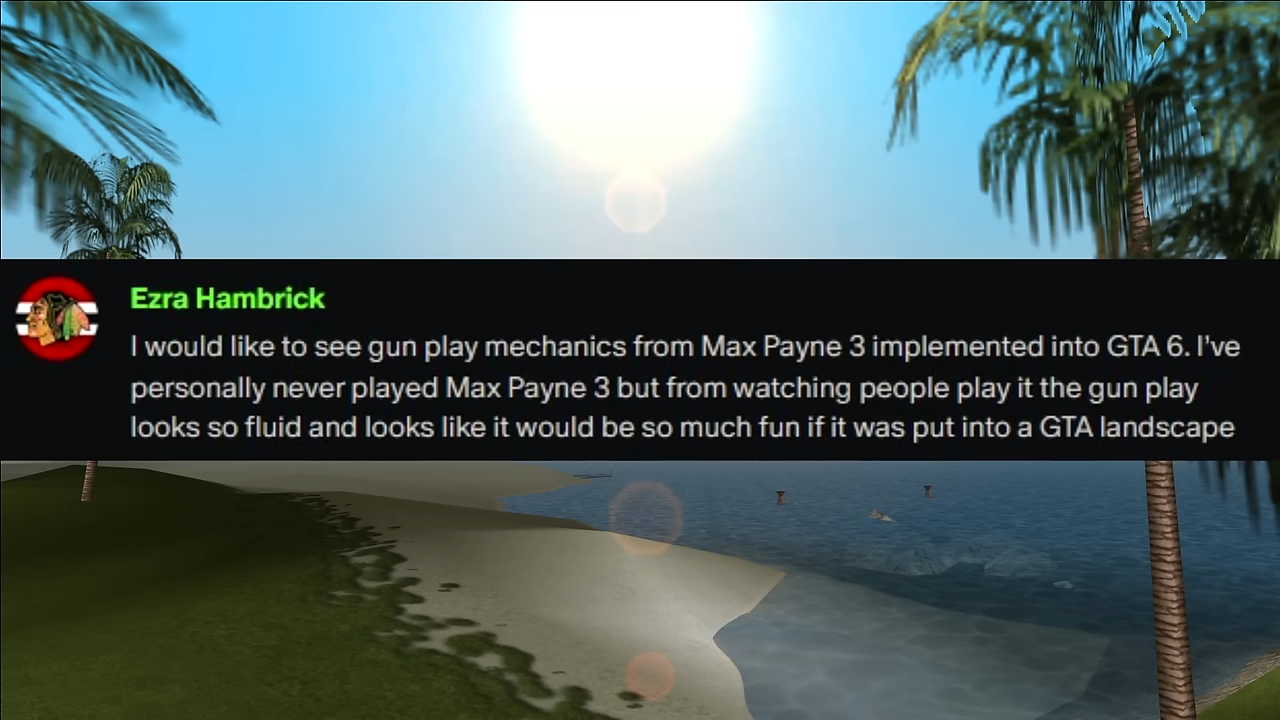 Ezra Hambrick
I would like to see gun play mechanics from Max Payne 3 implemented into GTA 6. I've
personally never played Max Payne 3 but from watching people play it the gun play
looks so fluid and looks like it would be so much fun if it was put into a GTA landscape